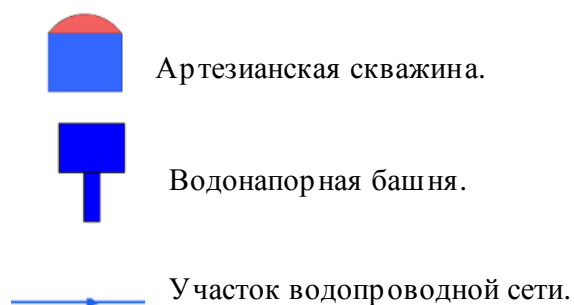 Артезианская скважина.
Водонапорная башня.
Участок водопроводной сети.